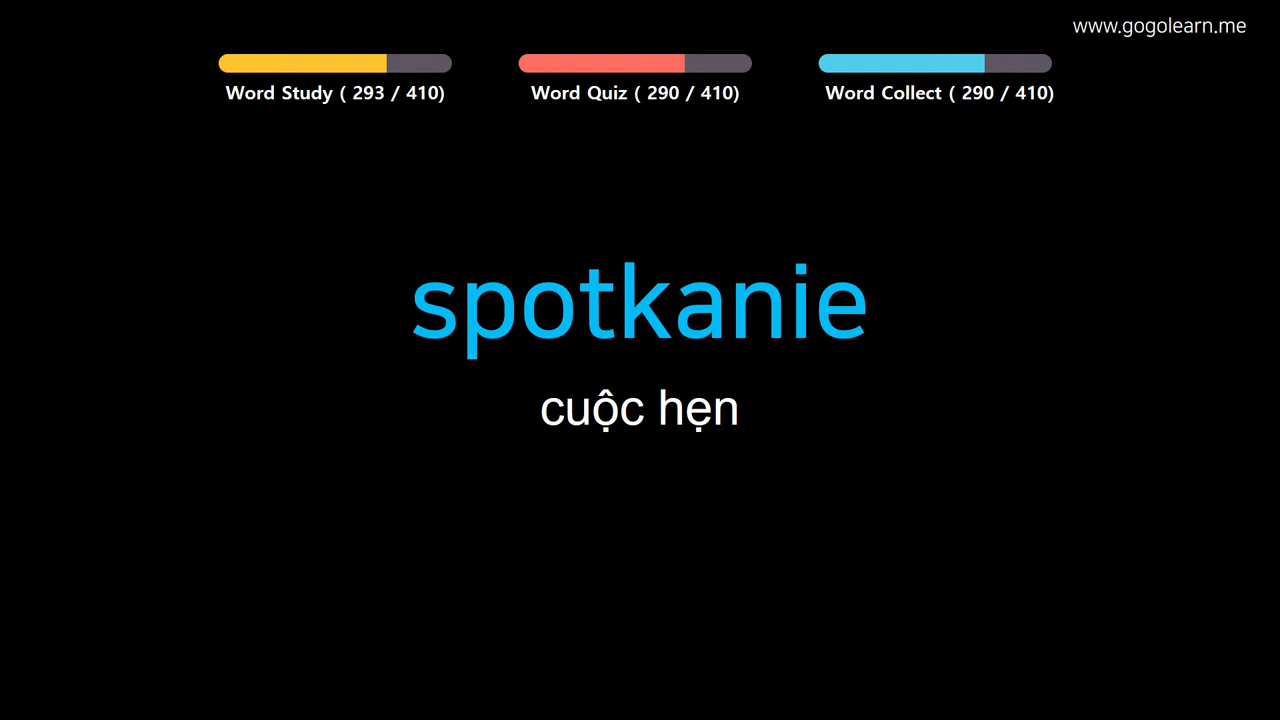 www.gogolearn.me
Word Study ( 293 / 410)
Word Quiz ( 290 / 410)
Word Collect ( 290 / 410)
spotkanie
cuộc hẹn